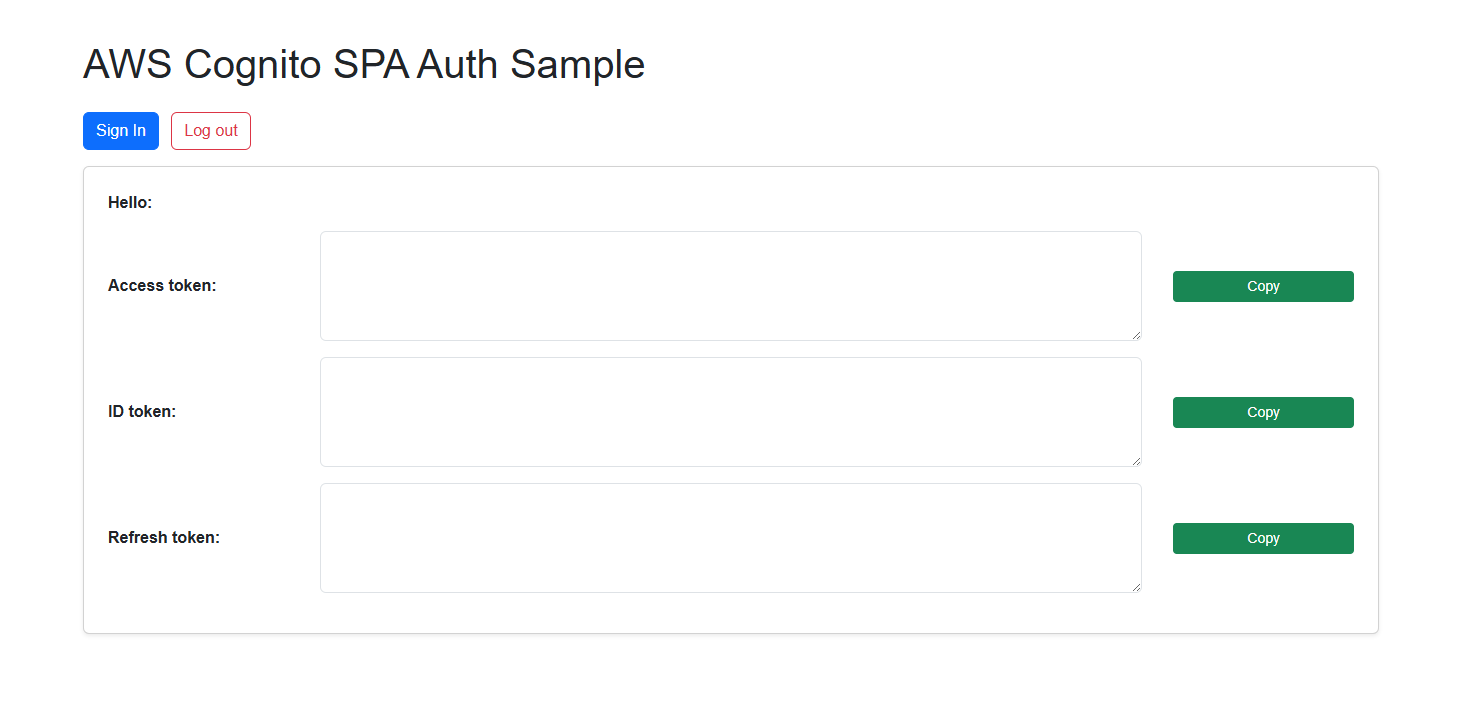 AWS Cognito SPA Auth Sample
Sign In Log out
Hello:
Access token: Copy
ID token: Copy
Refresh token: Copy